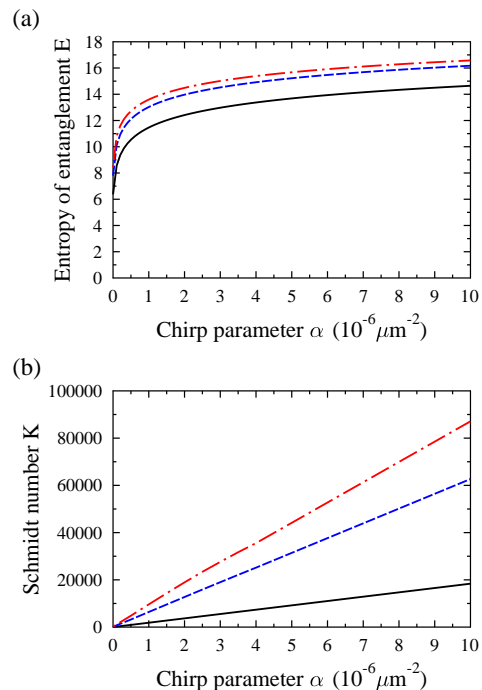 (a)
Entropy of entanglement E
18
16
14
12
10
8
6
4
2
0
0 1 2 3 4 5 6 7 8 9 10
Chirp parameter α (10⁻⁶μm⁻²)
(b)
Schmidt number K
100000
80000
60000
40000
20000
0
0 1 2 3 4 5 6 7 8 9 10
Chirp parameter α (10⁻⁶μm⁻²)